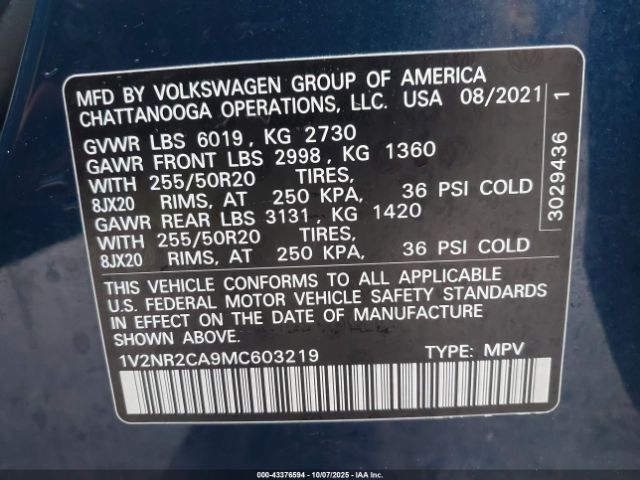 MFD BY VOLKSWAGEN GROUP OF AMERICA
CHATTANOOGA OPERATIONS, LLC. USA 08/2021
GVWR LBS 6019 , KG 2730
GAWR FRONT LBS 2998 , KG 1360
WITH 255/50R20 TIRES,
8JX20 RIMS, AT 250 KPA, 36 PSI COLD
GAWR REAR LBS 3131 , KG 1420
WITH 255/50R20 TIRES,
8JX20 RIMS, AT 250 KPA, 36 PSI COLD
THIS VEHICLE CONFORMS TO ALL APPLICABLE
U.S. FEDERAL MOTOR VEHICLE SAFETY STANDARDS
IN EFFECT ON THE DATE OF MANUFACTURE
SHOWN ABOVE.
1V2NR2CA9MC603219 TYPE: MPV
3029436 1
000-43376594 - 10/07/2025 - IAA, Inc.